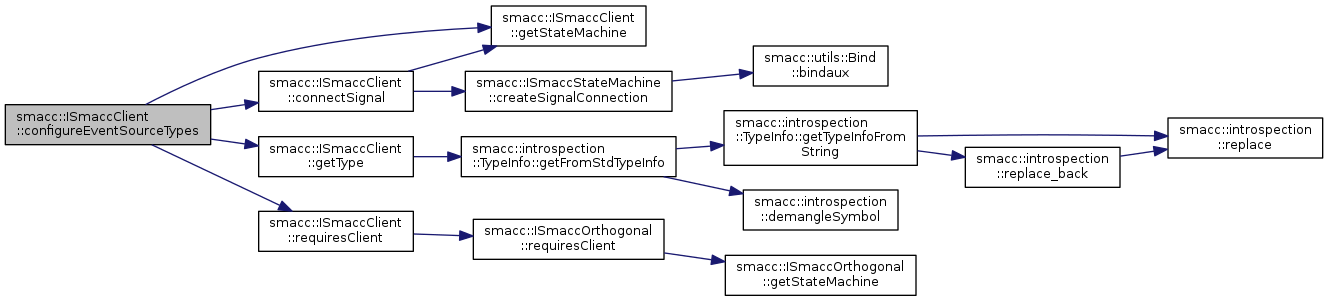 smacc::ISmaccClient
::configureEventSourceTypes
smacc::ISmaccClient
::getStateMachine
smacc::ISmaccClient
::connectSignal
smacc::ISmaccStateMachine
::createSignalConnection
smacc::utils::Bind
::bindaux
smacc::ISmaccClient
::getType
smacc::introspection
::TypeInfo::getFromStdTypeInfo
smacc::introspection
::TypeInfo::getTypeInfoFrom
String
smacc::introspection
::replace
smacc::introspection
::replace_back
smacc::introspection
::demangleSymbol
smacc::ISmaccClient
::requiresClient
smacc::ISmaccOrthogonal
::requiresClient
smacc::ISmaccOrthogonal
::getStateMachine